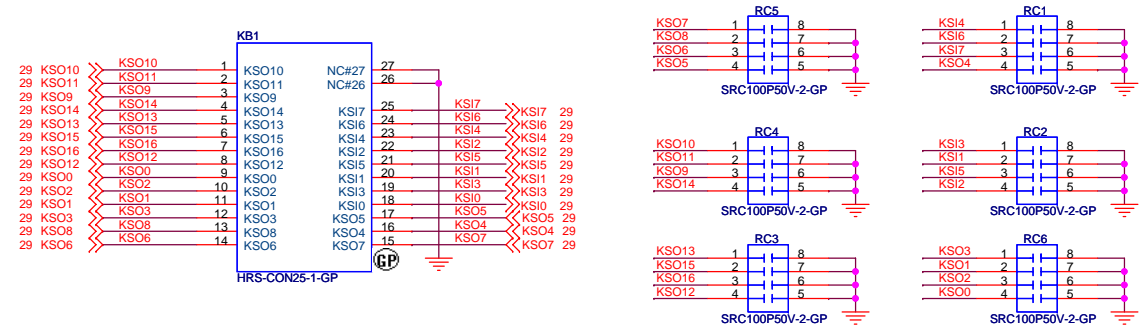 KB1
29 KSO10 KSO10 1 KSO10 NC#27 27
29 KSO11 KSO11 2 KSO11 NC#26 26
29 KSO9 KSO9 3 KSO9
29 KSO14 KSO14 4 KSO14 KSI7 25 KSI7 KSI7 29
29 KSO13 KSO13 5 KSO13 KSI6 24 KSI6 KSI6 29
29 KSO15 KSO15 6 KSO15 KSI4 23 KSI4 KSI4 29
29 KSO16 KSO16 7 KSO16 KSI2 22 KSI2 KSI2 29
29 KSO12 KSO12 8 KSO12 KSI5 21 KSI5 KSI5 29
29 KSO0 KSO0 9 KSO0 KSI1 20 KSI1 KSI1 29
29 KSO2 KSO2 10 KSO2 KSI3 19 KSI3 KSI3 29
29 KSO1 KSO1 11 KSO1 KSI0 18 KSI0 KSI0 29
29 KSO3 KSO3 12 KSO3 KSO5 17 KSO5 KSO5 29
29 KSO8 KSO8 13 KSO8 KSO4 16 KSO4 KSO4 29
29 KSO6 KSO6 14 KSO6 KSO7 15 KSO7 KSO7 29
GP
HRS-CON25-1-GP
RC5
KSO7 1 8
KSO8 2 7
KSO6 3 6
KSO5 4 5
SRC100P50V-2-GP
RC1
KSI4 1 8
KSI6 2 7
KSI7 3 6
KSO4 4 5
SRC100P50V-2-GP
RC4
KSO10 1 8
KSO11 2 7
KSO9 3 6
KSO14 4 5
SRC100P50V-2-GP
RC2
KSI3 1 8
KSI1 2 7
KSI5 3 6
KSI2 4 5
SRC100P50V-2-GP
RC3
KSO13 1 8
KSO15 2 7
KSO16 3 6
KSO12 4 5
SRC100P50V-2-GP
RC6
KSO3 1 8
KSO1 2 7
KSO2 3 6
KSO0 4 5
SRC100P50V-2-GP